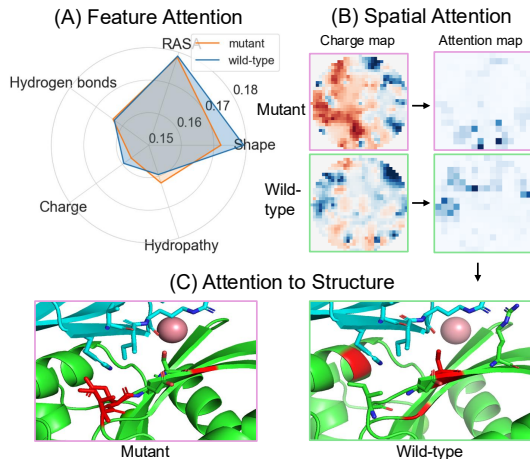 (A) Feature Attention
(B) Spatial Attention
Charge map
Attention map
RASA
mutant
wild-type
Hydrogen bonds
0.18
0.17
0.16
0.15
Shape
Charge
Hydropathy
Mutant
Wild-
type
(C) Attention to Structure
Mutant
Wild-type